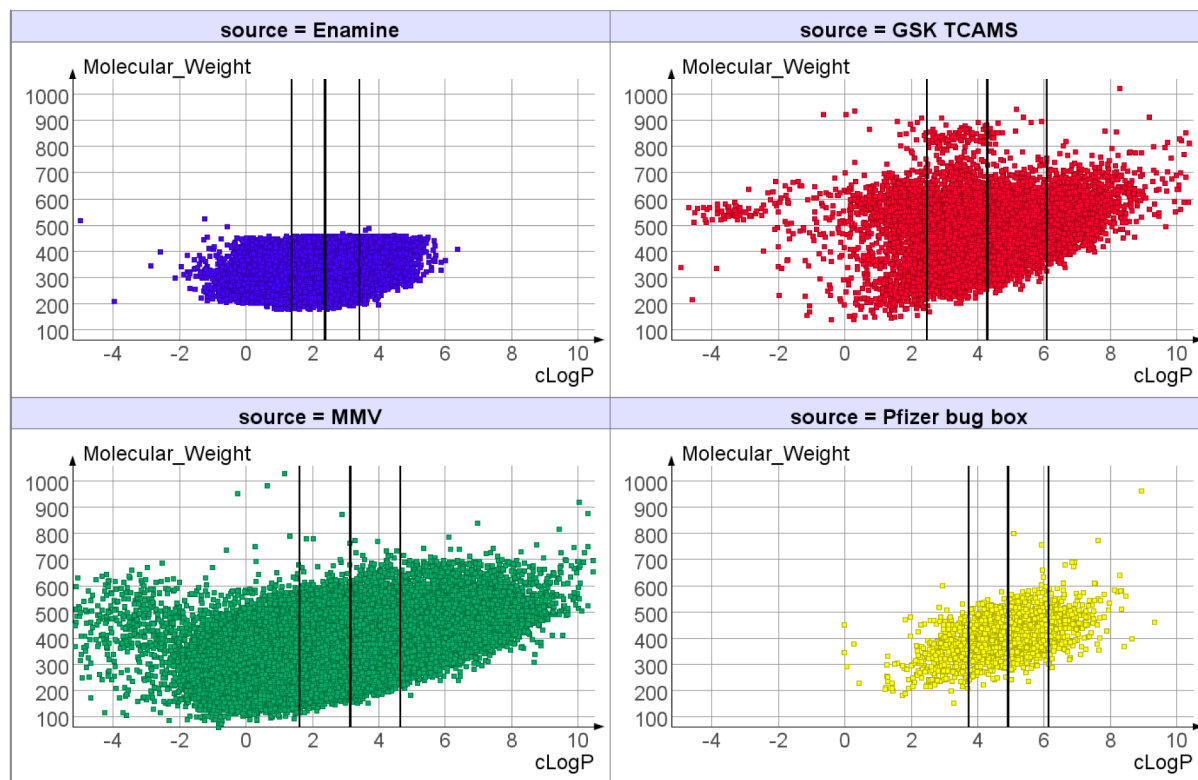 source = Enamine
source = GSK TCAMS
Molecular_Weight
1000
900
800
700
600
500
400
300
200
100
-4 -2 0 2 4 6 8 10
cLogP
Molecular_Weight
1000
900
800
700
600
500
400
300
200
100
-4 -2 0 2 4 6 8 10
cLogP
source = MMV
source = Pfizer bug box
Molecular_Weight
1000
900
800
700
600
500
400
300
200
100
-4 -2 0 2 4 6 8 10
cLogP
Molecular_Weight
1000
900
800
700
600
500
400
300
200
100
-4 -2 0 2 4 6 8 10
cLogP